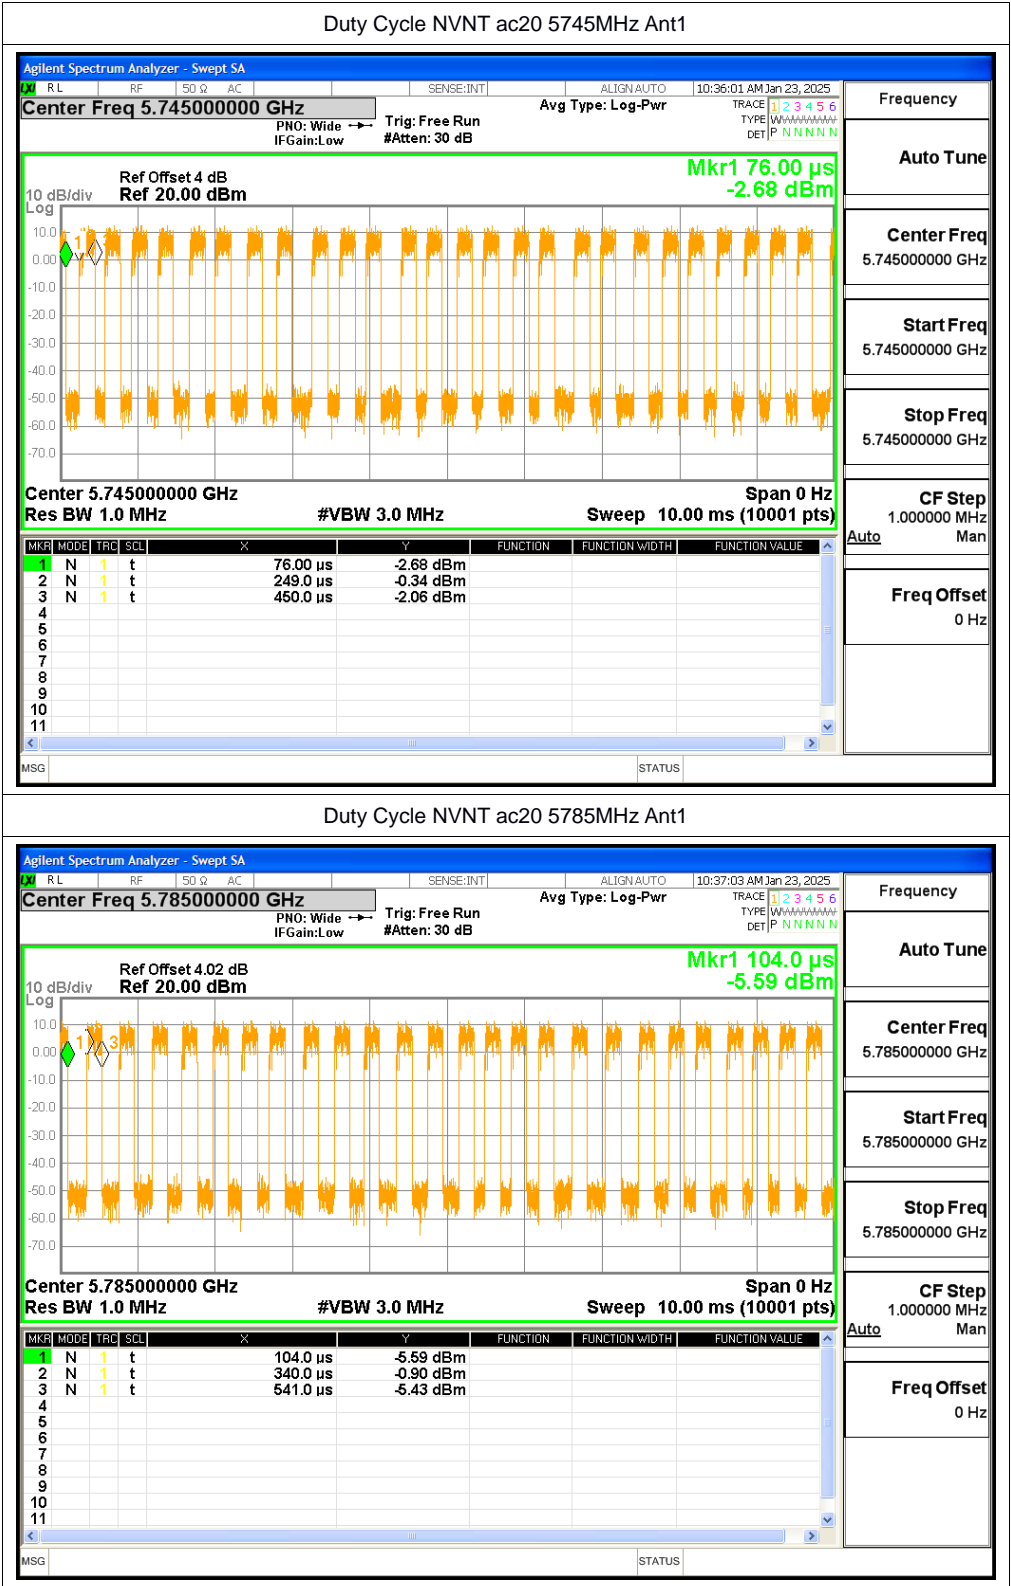 Duty Cycle NVNT ac20 5745MHz Ant1
Agilent Spectrum Analyzer - Swept SA
LXI RL RF 50 Ω AC SENSE:INT ALIGN AUTO 10:36:01 AM Jan 23, 2025
Center Freq 5.745000000 GHz Avg Type: Log-Pwr TRACE 1 2 3 4 5 6
PNO: Wide Trig: Free Run TYPE W
IFGain:Low #Atten: 30 dB DET P N N N N N
Mkr1 76.00 µs
-2.68 dBm
Ref Offset 4 dB
10 dB/div Ref 20.00 dBm
Log
10.0
0.00
-10.0
-20.0
-30.0
-40.0
-50.0
-60.0
-70.0
1
Center 5.745000000 GHz Span 0 Hz
Res BW 1.0 MHz #VBW 3.0 MHz Sweep 10.00 ms (10001 pts)
MKR MODE TRC SCL X Y FUNCTION FUNCTION WIDTH FUNCTION VALUE
1 N 1 t 76.00 µs -2.68 dBm
2 N 1 t 249.0 µs -0.34 dBm
3 N 1 t 450.0 µs -2.06 dBm
4
5
6
7
8
9
10
11
MSG STATUS
Frequency
Auto Tune
Center Freq
5.745000000 GHz
Start Freq
5.745000000 GHz
Stop Freq
5.745000000 GHz
CF Step
1.000000 MHz
Auto Man
Freq Offset
0 Hz
Duty Cycle NVNT ac20 5785MHz Ant1
Agilent Spectrum Analyzer - Swept SA
LXI RL RF 50 Ω AC SENSE:INT ALIGN AUTO 10:37:03 AM Jan 23, 2025
Center Freq 5.785000000 GHz Avg Type: Log-Pwr TRACE 1 2 3 4 5 6
PNO: Wide Trig: Free Run TYPE W
IFGain:Low #Atten: 30 dB DET P N N N N N
Mkr1 104.0 µs
-5.59 dBm
Ref Offset 4.02 dB
10 dB/div Ref 20.00 dBm
Log
10.0
0.00
-10.0
-20.0
-30.0
-40.0
-50.0
-60.0
-70.0
1 3
Center 5.785000000 GHz Span 0 Hz
Res BW 1.0 MHz #VBW 3.0 MHz Sweep 10.00 ms (10001 pts)
MKR MODE TRC SCL X Y FUNCTION FUNCTION WIDTH FUNCTION VALUE
1 N 1 t 104.0 µs -5.59 dBm
2 N 1 t 340.0 µs -0.90 dBm
3 N 1 t 541.0 µs -5.43 dBm
4
5
6
7
8
9
10
11
MSG STATUS
Frequency
Auto Tune
Center Freq
5.785000000 GHz
Start Freq
5.785000000 GHz
Stop Freq
5.785000000 GHz
CF Step
1.000000 MHz
Auto Man
Freq Offset
0 Hz